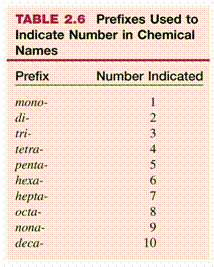 TABLE 2.6 Prefixes Used to
Indicate Number in Chemical
Names
Prefix Number Indicated
mono- 1
di- 2
tri- 3
tetra- 4
penta- 5
hexa- 6
hepta- 7
octa- 8
nona- 9
deca- 10